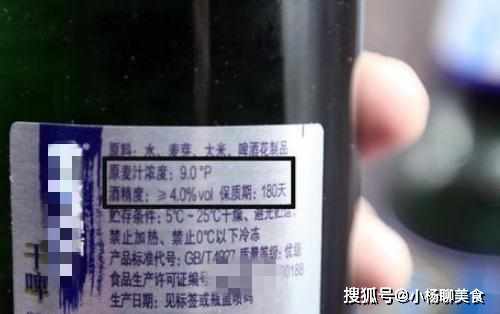 原料：水、麦芽、大米、啤酒花制品
原麦汁浓度：9.0°P
酒精度：≥4.0%vol 保质期：180天
贮存条件：5℃~25℃干燥、避光贮运
禁止加热、禁止0℃以下冷冻
产品标准代号：GB/T4927 质量等级：优级
食品生产许可证编号
00188
生产日期：见标签或瓶盖喷码
干啤
搜狐号@小杨聊美食